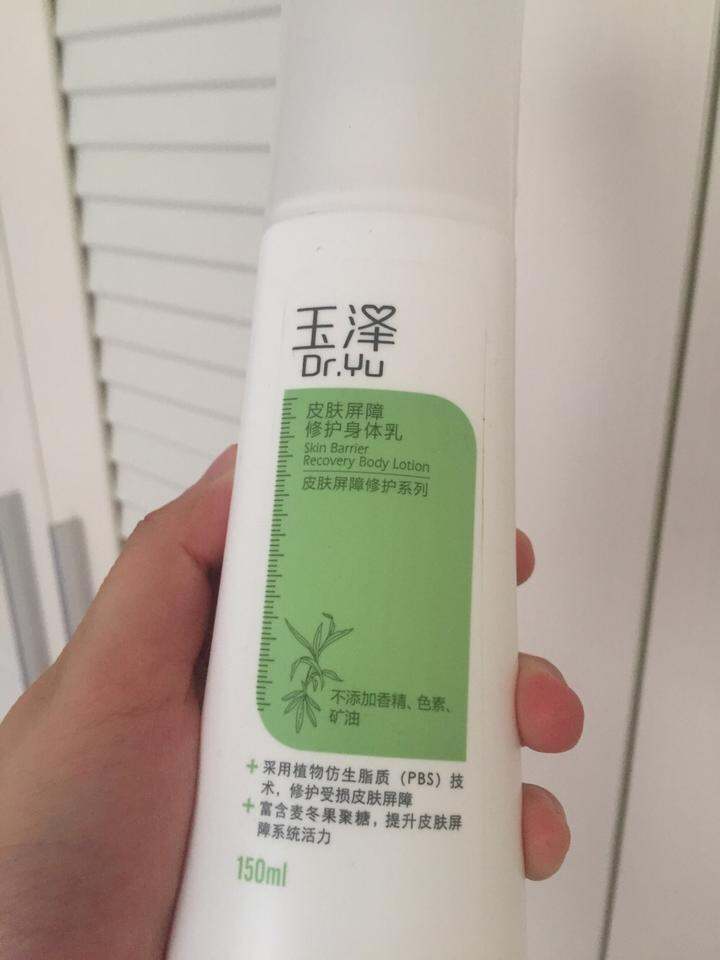 玉泽
Dr.Yu
皮肤屏障
修护身体乳
Skin Barrier
Recovery Body Lotion
皮肤屏障修护系列
不添加香精、色素、
矿油
+ 采用植物仿生脂质（PBS）技
术，修护受损皮肤屏障
+ 富含麦冬果聚糖，提升皮肤屏
障系统活力
150ml